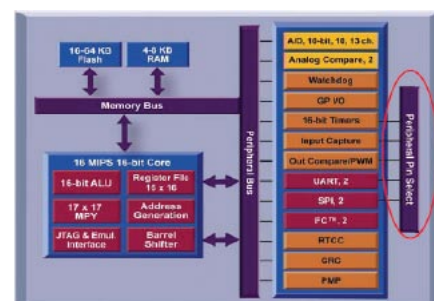 16-64 KB
Flash
4-8 KB
RAM
Memory Bus
16 MIPS 16-bit Core
16-bit ALU
Register File
16 x 16
17 x 17
MPY
Address
Generation
JTAG & Emul.
Interface
Barrel
Shifter
Peripheral Bus
A/D, 10-bit, 10, 13 ch.
Analog Compare, 2
Watchdog
GP I/O
16-bit Timers
Input Capture
Out Compare/PWM
UART, 2
SPI, 2
I²C™, 2
RTCC
CRC
PMP
Peripheral Pin Select